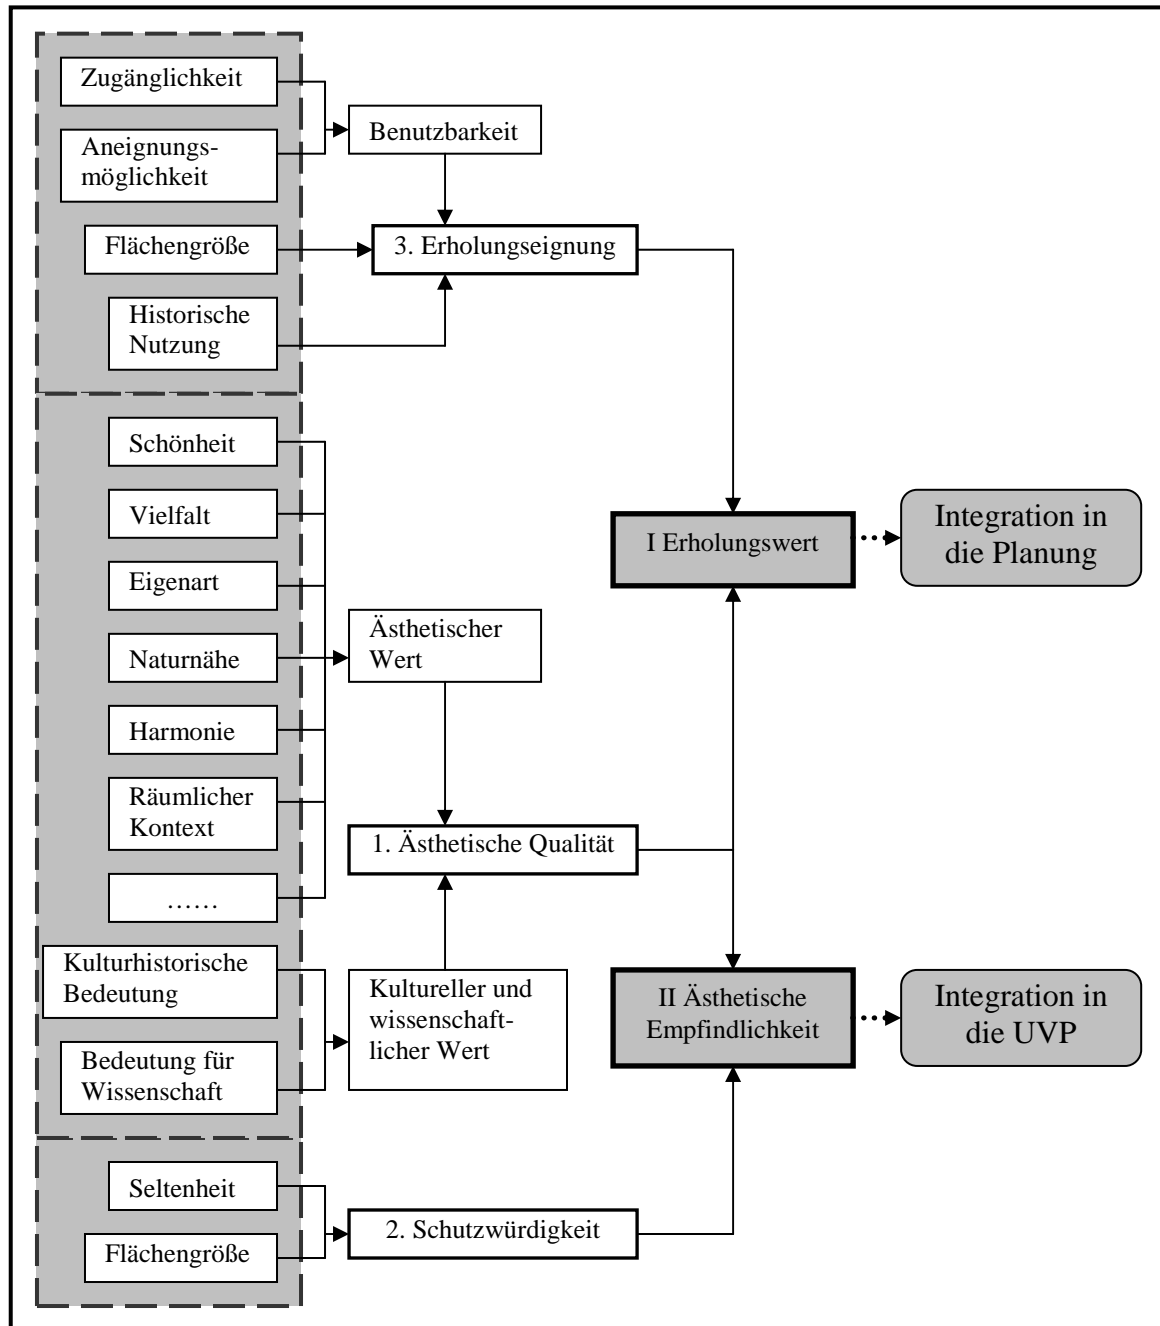 Zugänglichkeit
Aneignungs-
möglichkeit
Benutzbarkeit
Flächengröße
3. Erholungseignung
Historische
Nutzung
Schönheit
Vielfalt
Eigenart
Naturnähe
Harmonie
Räumlicher
Kontext
......
Ästhetischer
Wert
1. Ästhetische Qualität
Kulturhistorische
Bedeutung
Bedeutung für
Wissenschaft
Kultureller und
wissenschaft-
licher Wert
Seltenheit
Flächengröße
2. Schutzwürdigkeit
I Erholungswert
Integration in
die Planung
II Ästhetische
Empfindlichkeit
Integration in
die UVP